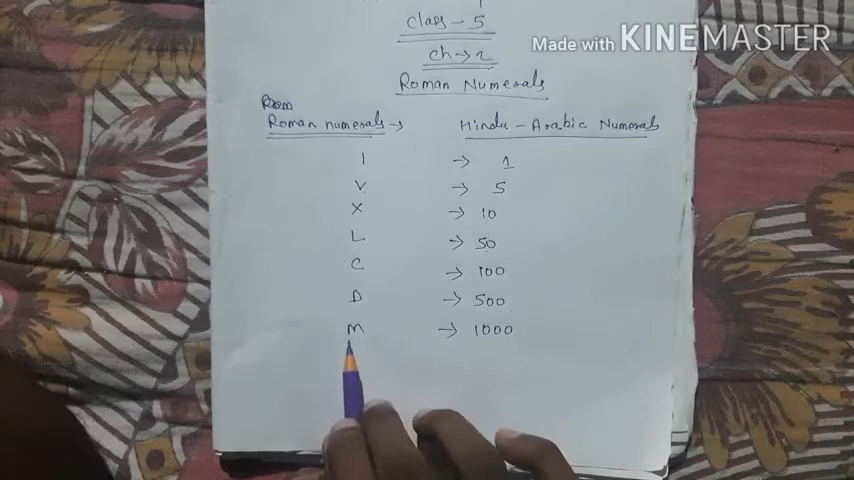 Class - 5
Made with KINEMASTER
Ch → 2
Roman Numerals
Rom
Roman numerals → Hindu - Arabic Numerals
I → 1
V → 5
X → 10
L → 50
C → 100
D → 500
M → 1000